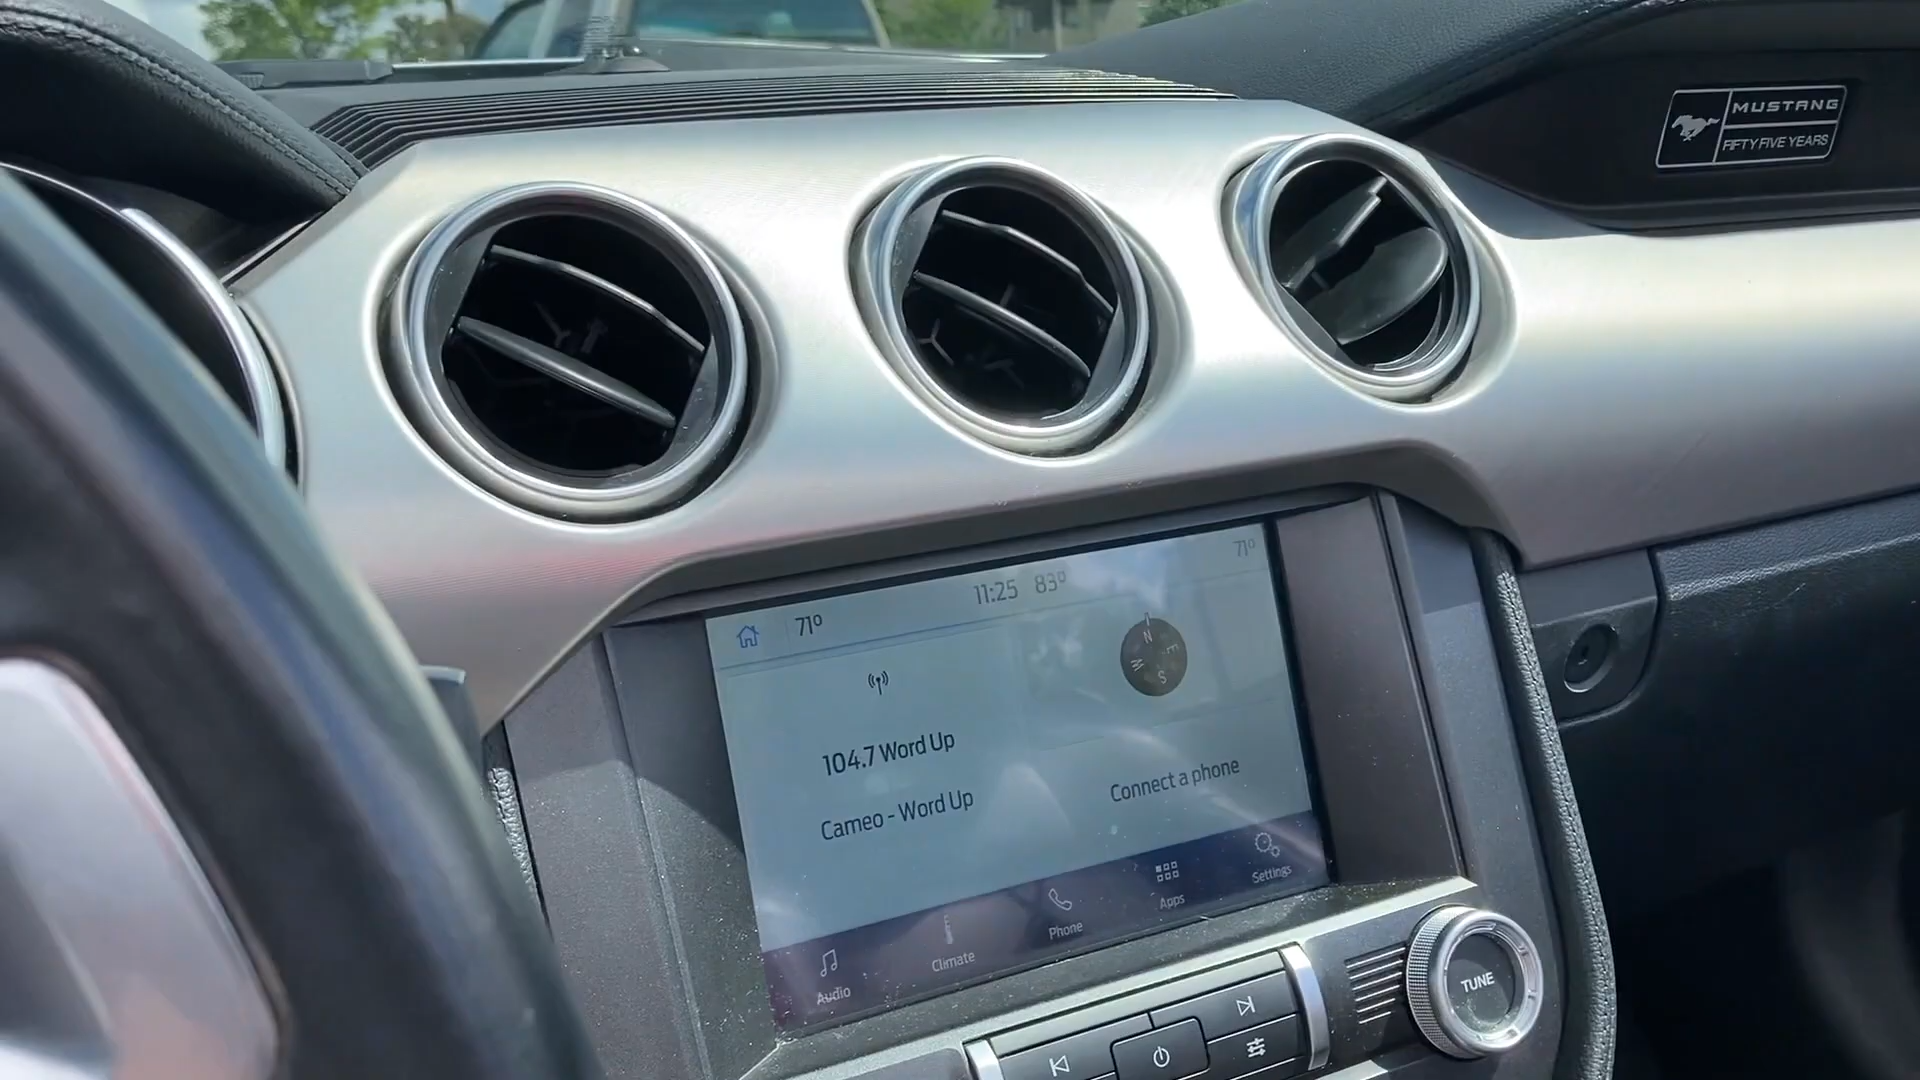 MUSTANG
FIFTY FIVE YEARS
71°
11:25 83°
71°
N
E
W
S
104.7 Word Up
Cameo - Word Up
Connect a phone
Audio
Climate
Phone
Apps
Settings
TUNE